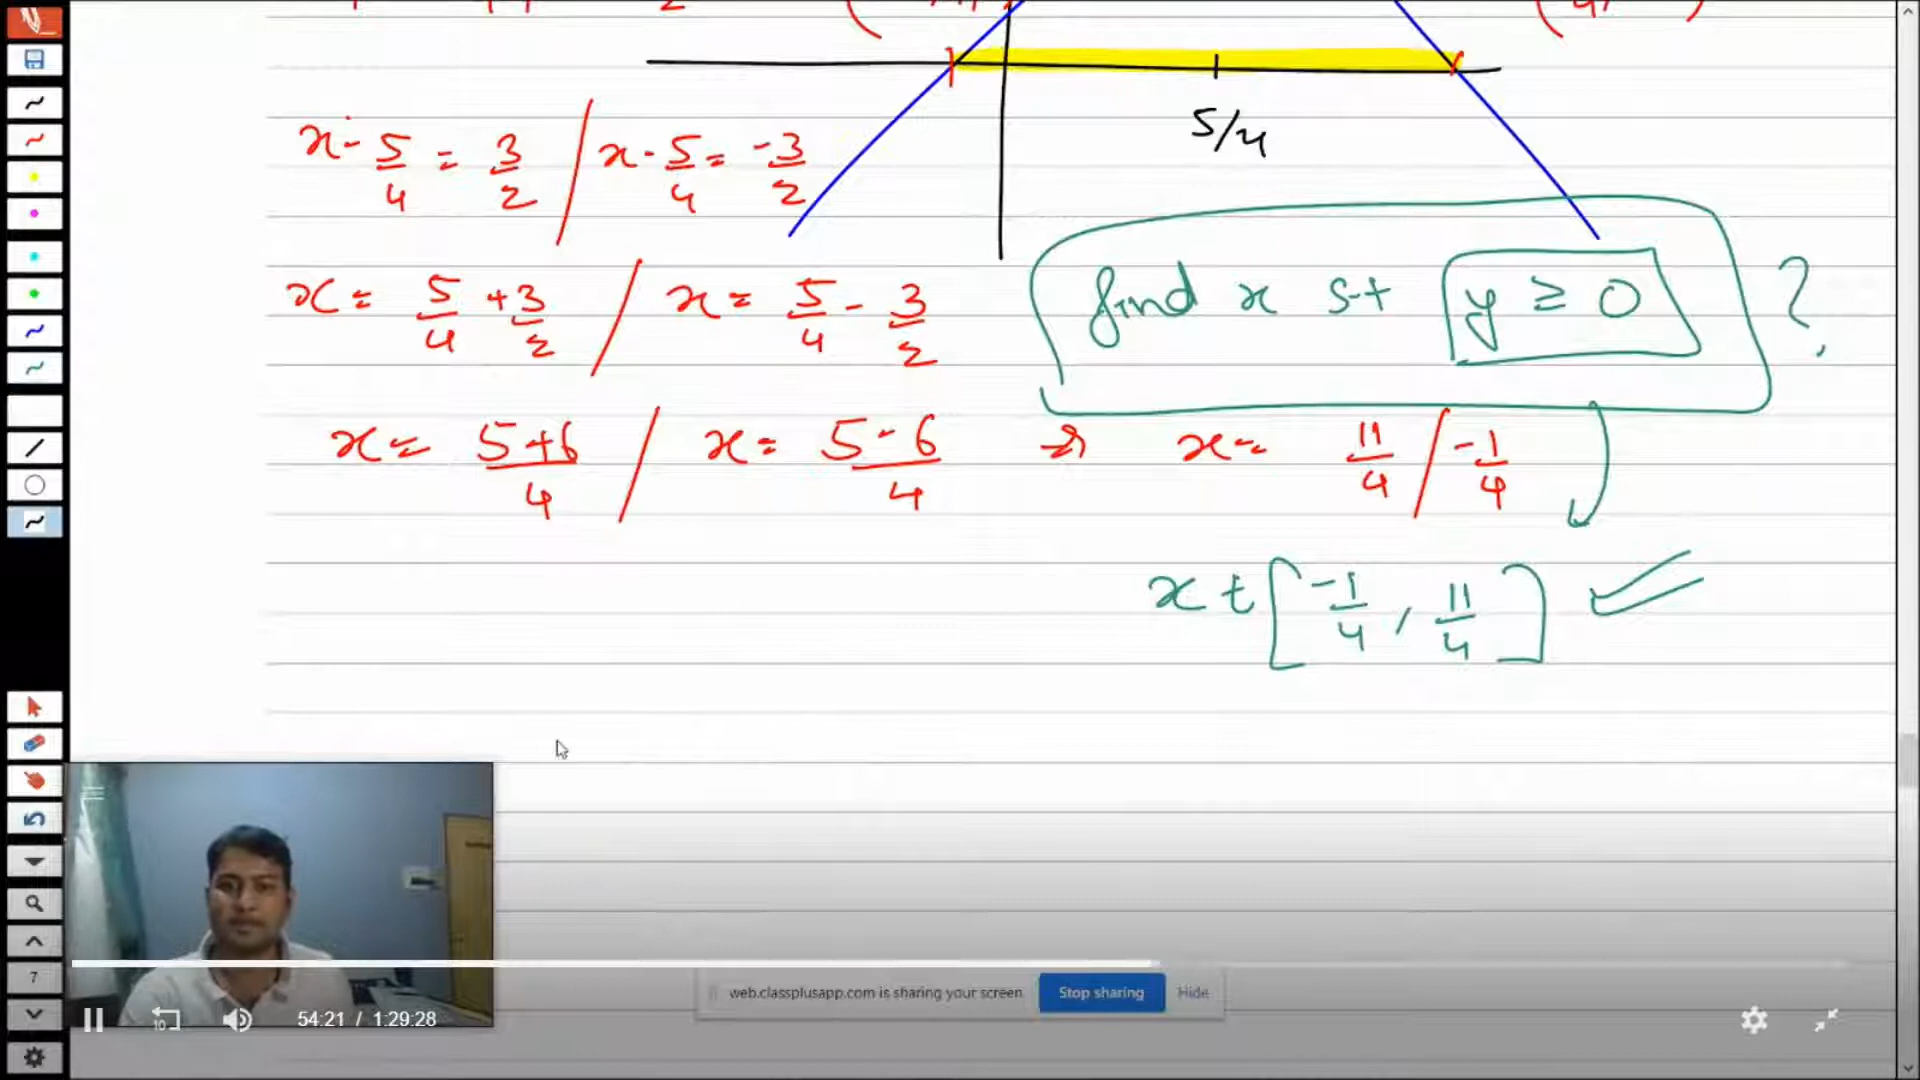 5/4
x - 5/4 = 3/2 / x - 5/4 = -3/2
find x s.t y ≥ 0 ?
x = 5/4 + 3/2 / x = 5/4 - 3/2
x = 5+6/4 / x = 5-6/4 ⇒ x = 11/4 / -1/4
x ∈ [-1/4, 11/4]
7
web.classplusapp.com is sharing your screen Stop sharing Hide
10 54:21 / 1:29:28